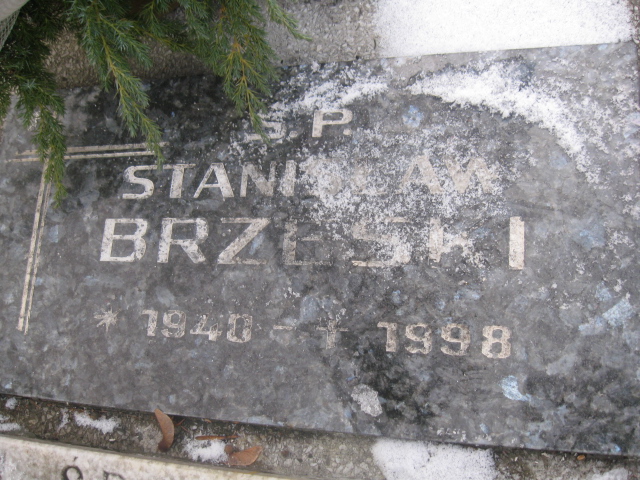 Ś.P.
STANISŁAW
BRZESKI
* 1940 - † 1998
Ś.P.